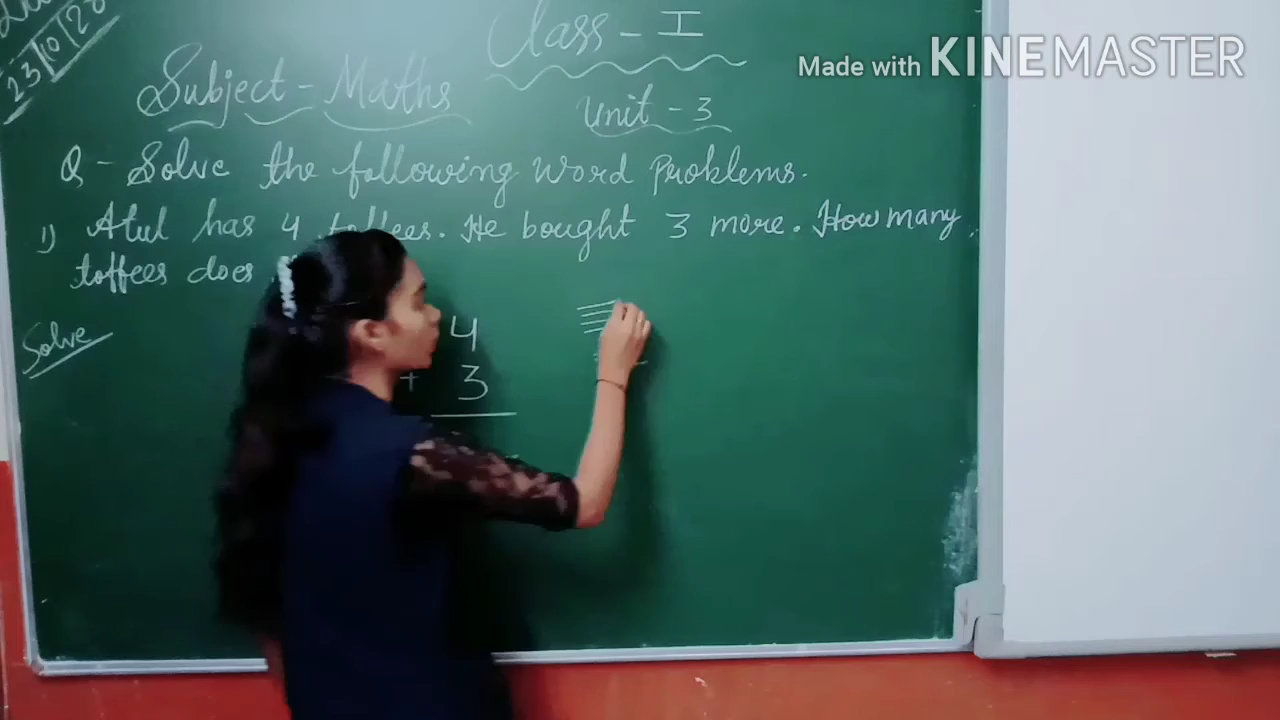 23/10/20
Class - I
Made with KINEMASTER
Subject - Maths
Unit - 3
Q - Solve the following word problems.
1) Atul has 4 toffees. He bought 3 more. How many
toffees does
Solve
4
+ 3